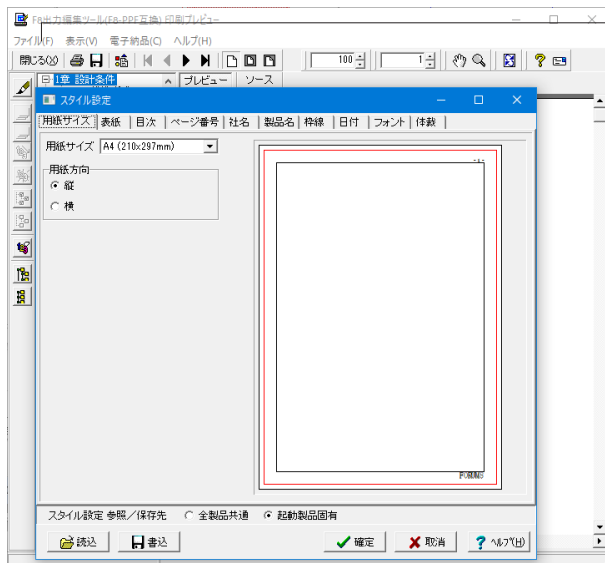 F8出力編集ツール(F8-PPF互換) 印刷プレビュー
ファイル(F) 表示(V) 電子納品(C) ヘルプ(H)
閉じる(X) 100 1
1章 設計条件 プレビュー ソース
スタイル設定
用紙サイズ 表紙 目次 ページ番号 社名 製品名 枠線 日付 フォント 体裁
用紙サイズ A4 (210x297mm)
用紙方向
縦
横
-1-
FORUM8
スタイル設定 参照/保存先 全製品共通 起動製品固有
読込 書込 確定 取消 ヘルプ(H)